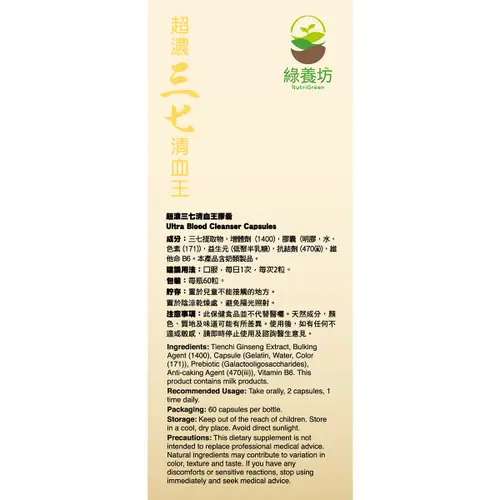 超濃三七清血王
綠養坊
NutriGreen
超濃三七清血王膠囊
Ultra Blood Cleanser Capsules
成分：三七提取物，增體劑 (1400)，膠囊 (明膠，水，
色素 (171))，益生元 (低聚半乳糖)，抗結劑 (470(iii))，維
他命 B6。本產品含奶類製品。
建議用法：口服，每日1次，每次2粒。
包裝：每瓶60粒。
貯存：置於兒童不能接觸的地方。
置於陰涼乾燥處，避免陽光照射。
注意事項：此保健食品並不代替醫囑。天然成分，顏
色、質地及味道可能有所差異。使用後，如有任何不
適或敏感，請即時停止使用及諮詢醫生意見。
Ingredients: Tienchi Ginseng Extract, Bulking
Agent (1400), Capsule (Gelatin, Water, Color
(171)), Prebiotic (Galactooligosaccharides),
Anti-caking Agent (470(iii)), Vitamin B6. This
product contains milk products.
Recommended Usage: Take orally, 2 capsules, 1
time daily.
Packaging: 60 capsules per bottle.
Storage: Keep out of the reach of children. Store
in a cool, dry place. Avoid direct sunlight.
Precautions: This dietary supplement is not
intended to replace professional medical advice.
Natural ingredients may contribute to variation in
color, texture and taste. If you have any
discomforts or sensitive reactions, stop using
immediately and seek medical advice.